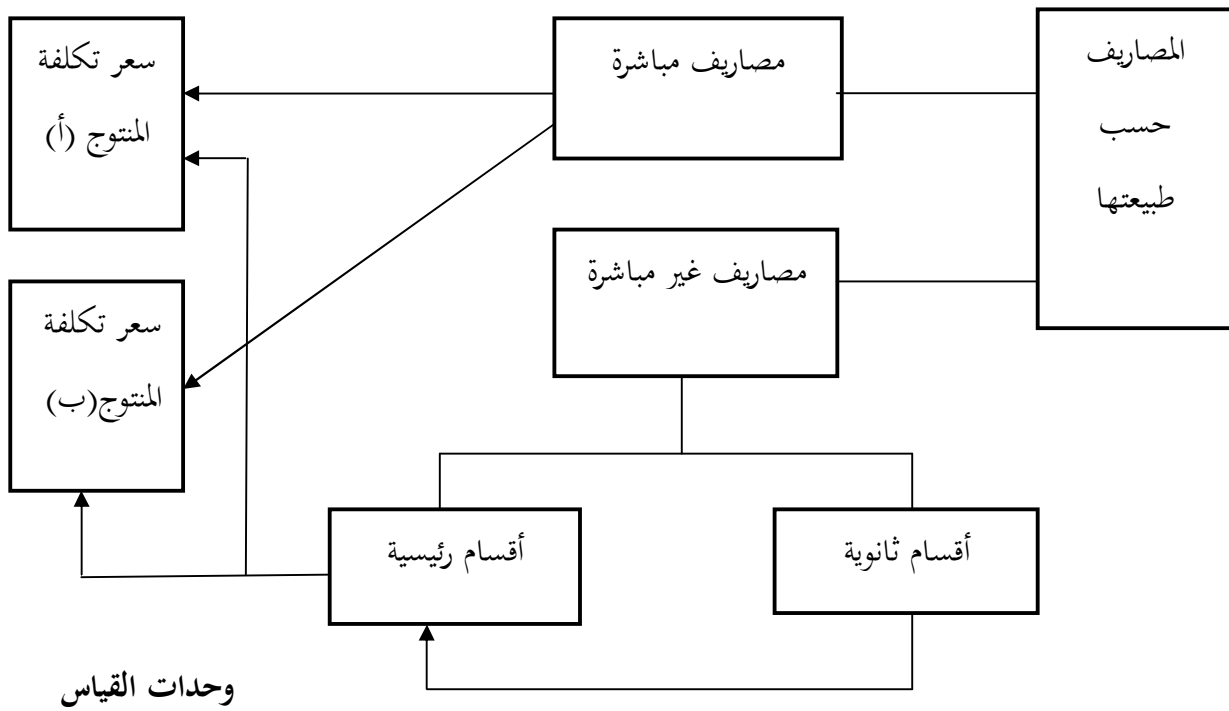 المصاريف
حسب
طبيعتها
مصاريف مباشرة
سعر تكلفة
المنتوج (أ)
مصاريف غير مباشرة
سعر تكلفة
المنتوج(ب)
أقسام ثانوية
أقسام رئيسية
وحدات القياس